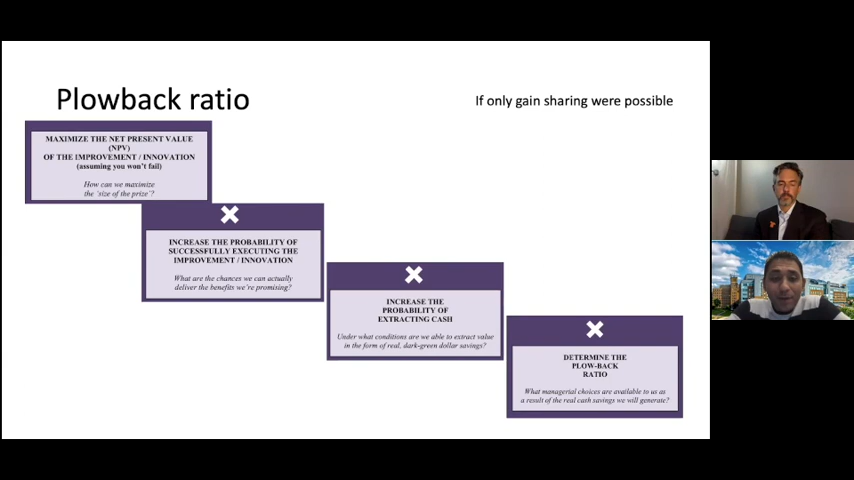 Plowback ratio
If only gain sharing were possible
MAXIMIZE THE NET PRESENT VALUE
(NPV)
OF THE IMPROVEMENT / INNOVATION
(assuming you won't fail)
How can we maximize
the 'size of the prize'?
INCREASE THE PROBABILITY OF
SUCCESSFULLY EXECUTING THE
IMPROVEMENT / INNOVATION
What are the chances we can actually
deliver the benefits we're promising?
INCREASE THE
PROBABILITY OF
EXTRACTING CASH
Under what conditions are we able to extract value
in the form of real, dark-green dollar savings?
DETERMINE THE
PLOW-BACK
RATIO
What managerial choices are available to us as
a result of the real cash savings we will generate?